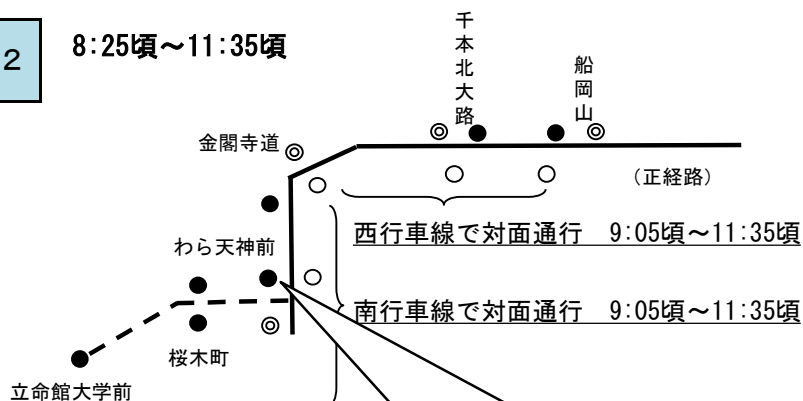 2
8:25頃～11:35頃
千本北大路
船岡山
金閣寺道
(正経路)
西行車線で対面通行　9:05頃～11:35頃
わら天神前
南行車線で対面通行　9:05頃～11:35頃
桜木町
立命館大学前